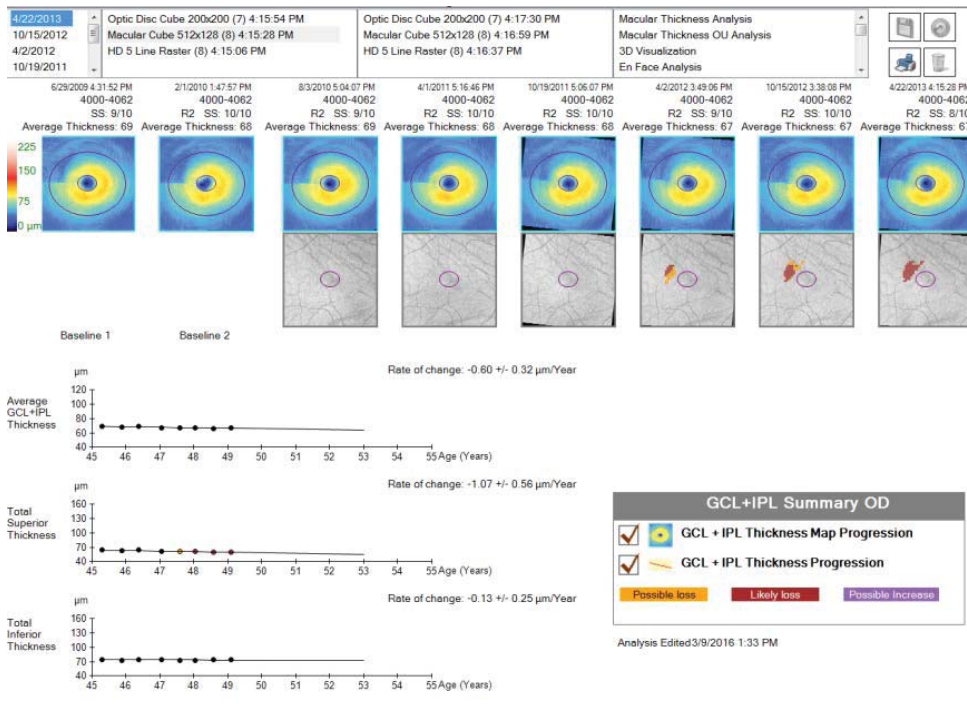 4/22/2013
10/15/2012
4/2/2012
10/19/2011
Optic Disc Cube 200x200 (7) 4:15:54 PM
Macular Cube 512x128 (8) 4:15:28 PM
HD 5 Line Raster (8) 4:15:06 PM
Optic Disc Cube 200x200 (7) 4:17:30 PM
Macular Cube 512x128 (8) 4:16:59 PM
HD 5 Line Raster (8) 4:16:37 PM
Macular Thickness Analysis
Macular Thickness OU Analysis
3D Visualization
En Face Analysis
6/29/2009 4:31:52 PM
4000-4062
SS: 9/10
Average Thickness: 69
2/1/2010 1:47:57 PM
4000-4062
R2 SS: 10/10
Average Thickness: 68
8/3/2010 5:04:07 PM
4000-4062
R2 SS: 9/10
Average Thickness: 69
4/1/2011 5:16:46 PM
4000-4062
R2 SS: 10/10
Average Thickness: 68
10/19/2011 5:06:07 PM
4000-4062
R2 SS: 10/10
Average Thickness: 68
4/2/2012 3:49:06 PM
4000-4062
R2 SS: 9/10
Average Thickness: 67
10/15/2012 3:38:08 PM
4000-4062
R2 SS: 10/10
Average Thickness: 67
4/22/2013 4:15:28 PM
4000-4062
R2 SS: 8/10
Average Thickness: 67
225
150
75
0 µm
Baseline 1
Baseline 2
µm
Rate of change: -0.60 +/- 0.32 µm/Year
Average
GCL+IPL
Thickness
120
100
80
60
40
45 46 47 48 49 50 51 52 53 54 55 Age (Years)
µm
Rate of change: -1.07 +/- 0.56 µm/Year
Total
Superior
Thickness
160
130
100
70
40
45 46 47 48 49 50 51 52 53 54 55 Age (Years)
µm
Rate of change: -0.13 +/- 0.25 µm/Year
Total
Inferior
Thickness
160
130
100
70
40
45 46 47 48 49 50 51 52 53 54 55 Age (Years)
GCL+IPL Summary OD
GCL + IPL Thickness Map Progression
GCL + IPL Thickness Progression
Possible loss
Likely loss
Possible Increase
Analysis Edited3/9/2016 1:33 PM